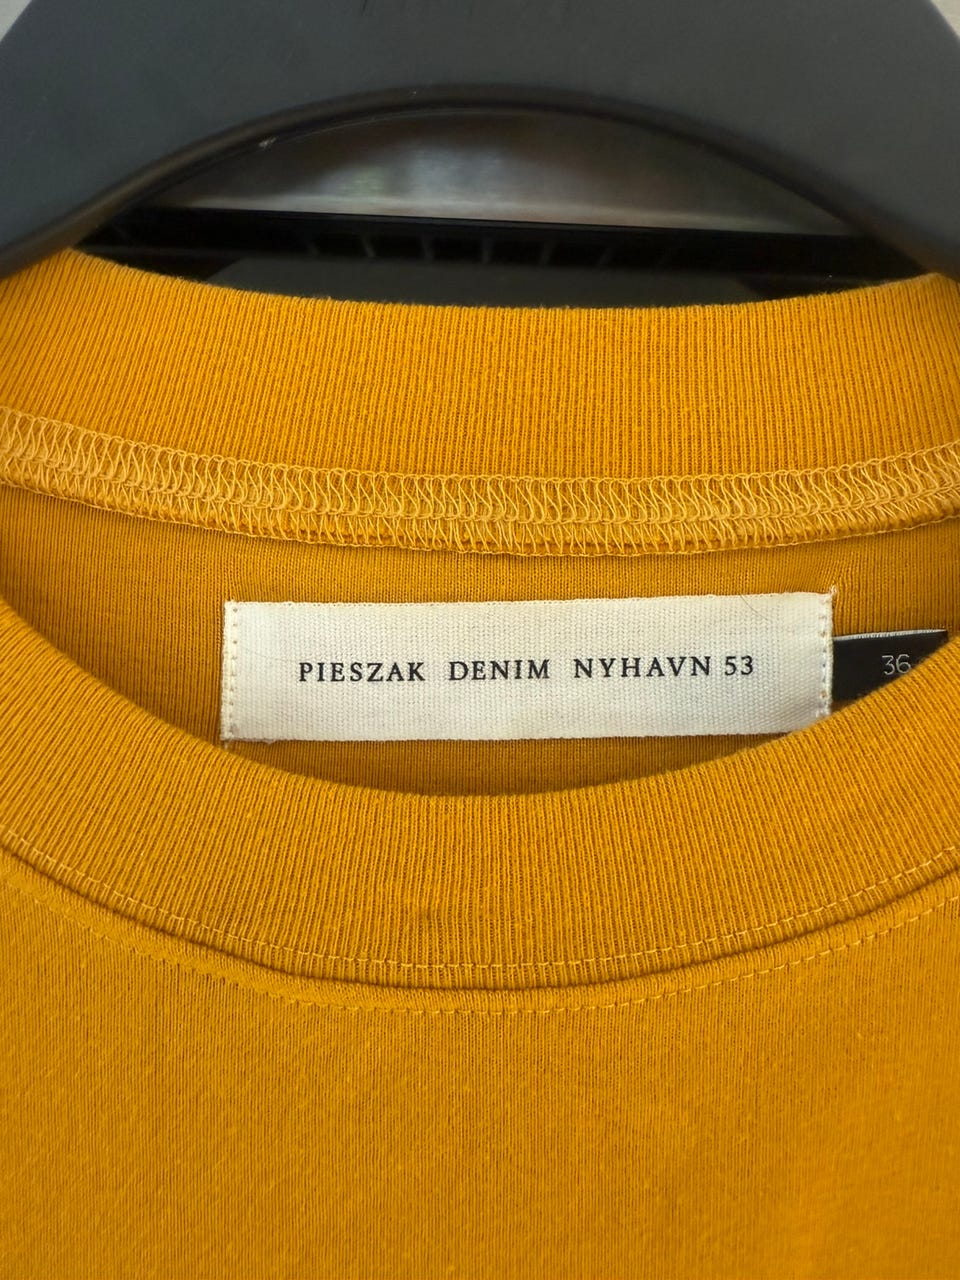 PIESZAK DENIM NYHAVN 53
36